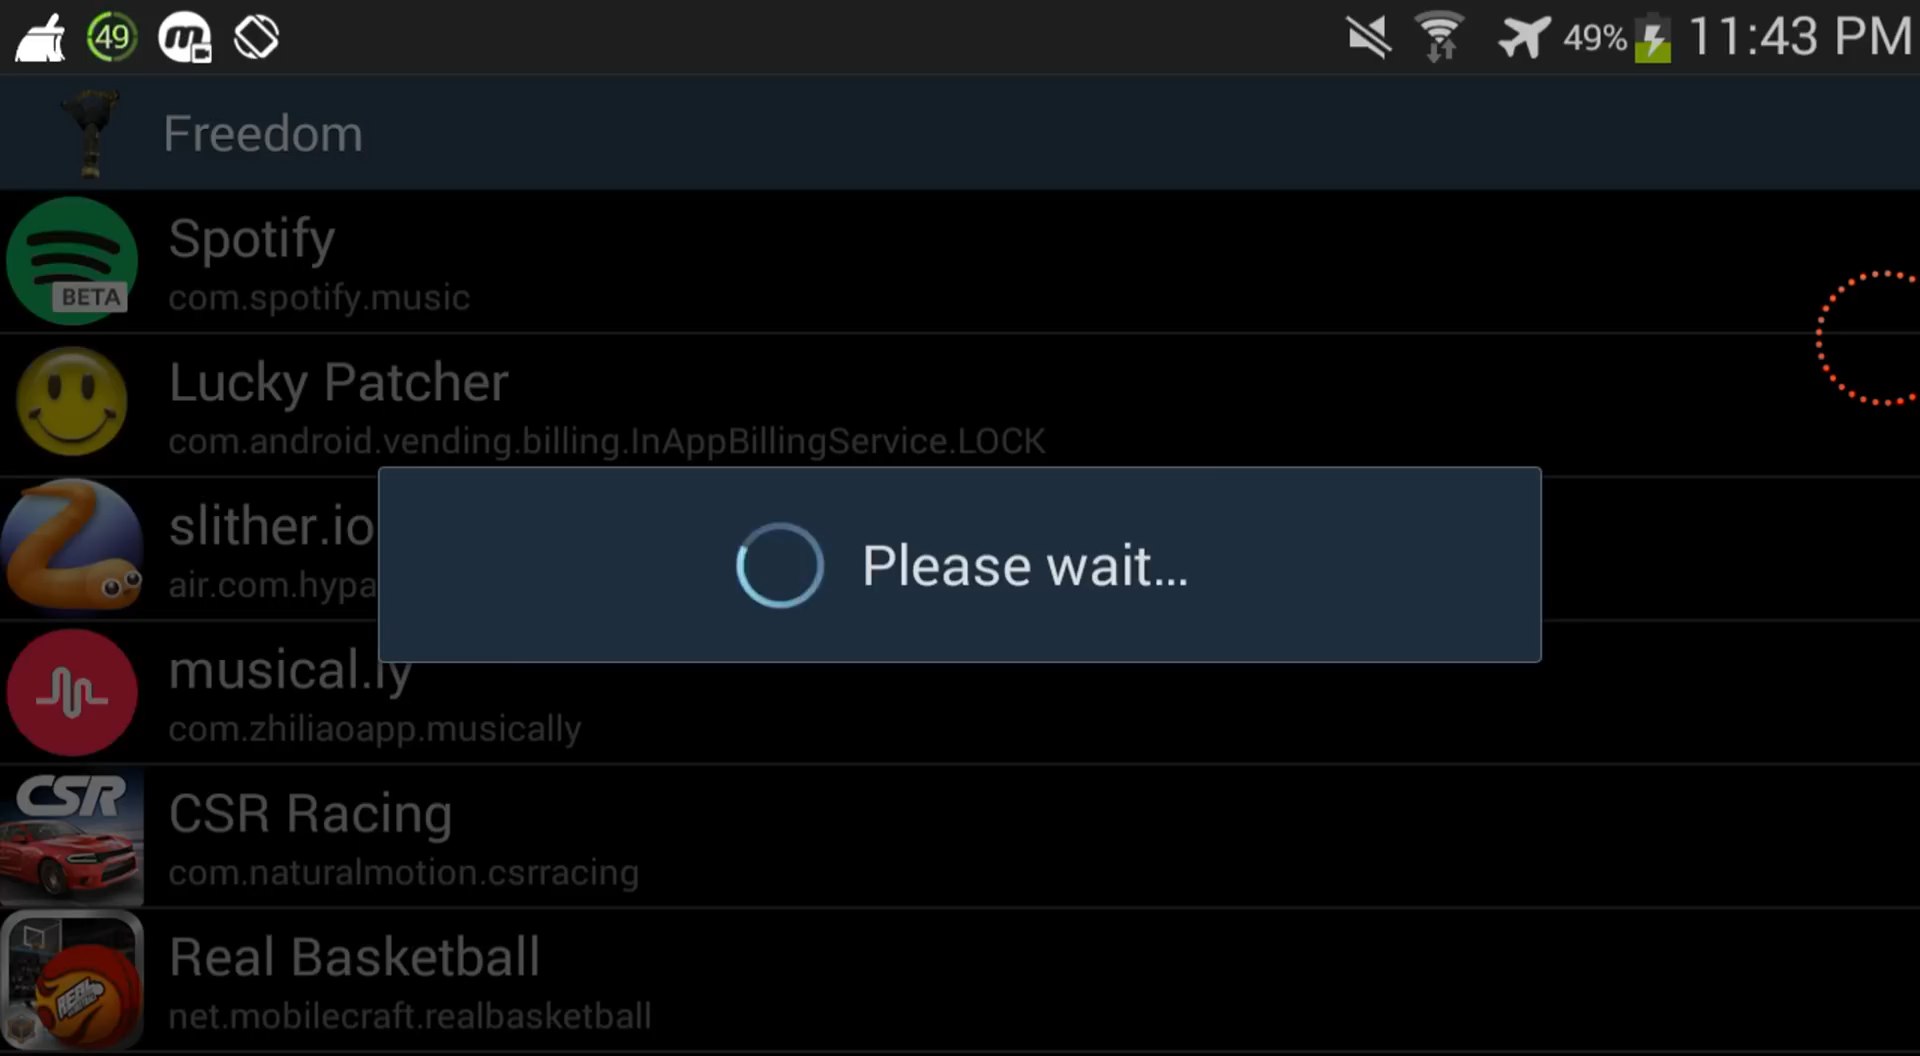 49
m
49% 11:43 PM
Freedom
BETA
Spotify
com.spotify.music
Lucky Patcher
com.android.vending.billing.InAppBillingService.LOCK
slither.io
air.com.hypa
Please wait...
musical.ly
com.zhiliaoapp.musically
CSR
CSR Racing
com.naturalmotion.csrracing
REAL
Real Basketball
net.mobilecraft.realbasketball